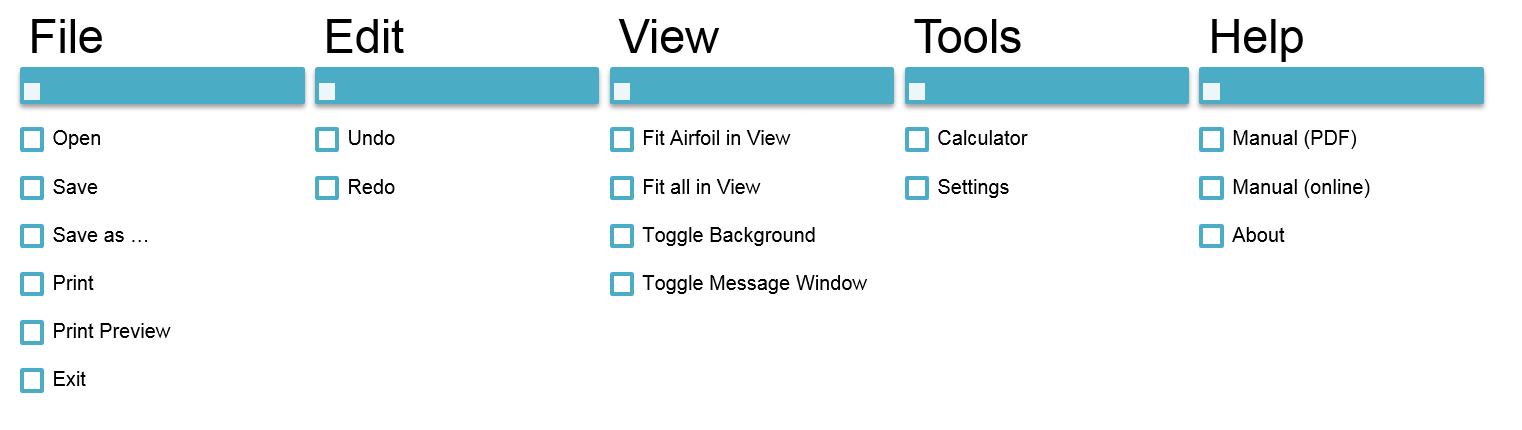 File
Open
Save
Save as …
Print
Print Preview
Exit
Edit
Undo
Redo
View
Fit Airfoil in View
Fit all in View
Toggle Background
Toggle Message Window
Tools
Calculator
Settings
Help
Manual (PDF)
Manual (online)
About